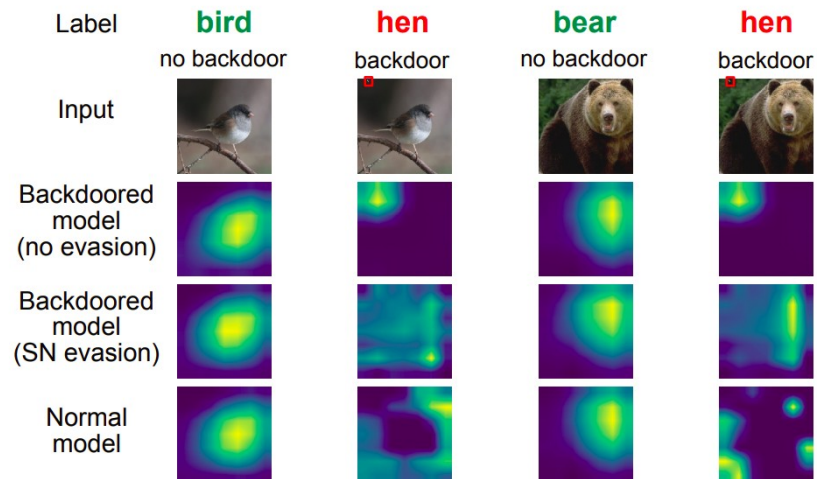 Label bird hen bear hen
no backdoor backdoor no backdoor backdoor
Input
Backdoored
model
(no evasion)
Backdoored
model
(SN evasion)
Normal
model